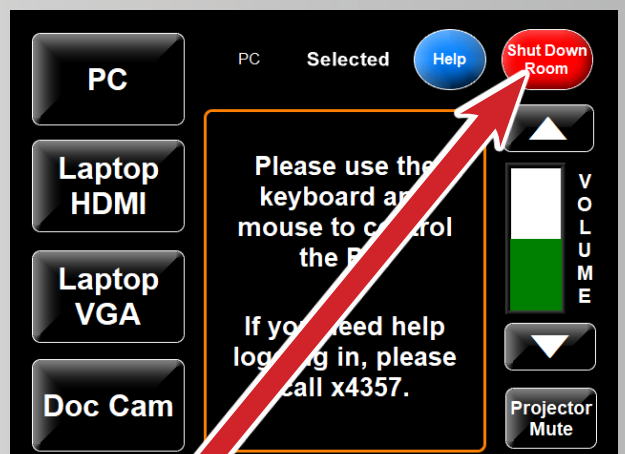 PC
Laptop
HDMI
Laptop
VGA
Doc Cam
PC Selected
Help
Shut Down
Room
Please use the
keyboard and
mouse to control
the
If you need help
logging in, please
call x4357.
VOLUME
Projector
Mute